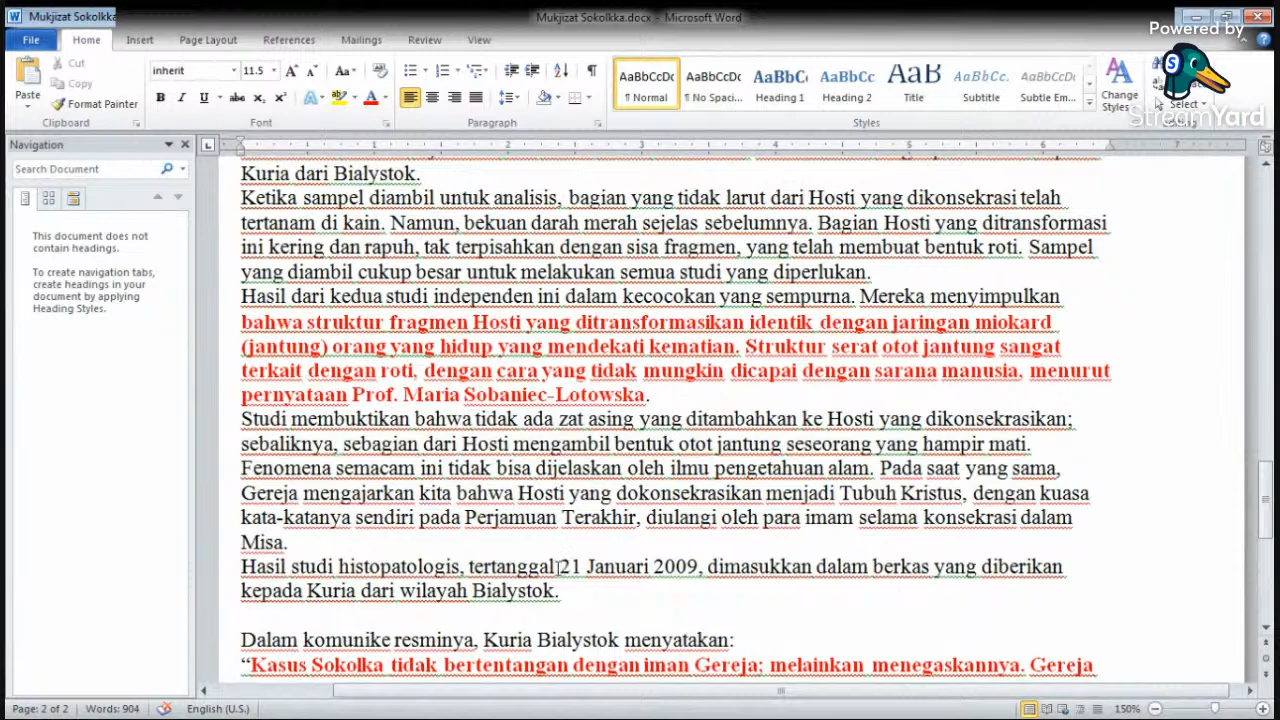 Mukjizat Sokolkka
Mukjizat Sokolkka.docx - Microsoft Word
Powered by
StreamYard
File Home Insert Page Layout References Mailings Review View
Paste
Cut
Copy
Format Painter
Clipboard
inherit 11.5
Font
Paragraph
AaBbCcDc AaBbCcDc AaBbC AaBbCc AaB AaBbCc. AaBbCcDc
¶ Normal ¶ No Spaci... Heading 1 Heading 2 Title Subtitle Subtle Em...
Styles
Change
Styles
Select
Navigation
Search Document
This document does not
contain headings.
To create navigation tabs,
create headings in your
document by applying
Heading Styles.
1 2 3 4 5 6 7
Kuria dari Bialystok.
Ketika sampel diambil untuk analisis, bagian yang tidak larut dari Hosti yang dikonsekrasi telah
tertanam di kain. Namun, bekuan darah merah sejelas sebelumnya. Bagian Hosti yang ditransformasi
ini kering dan rapuh, tak terpisahkan dengan sisa fragmen, yang telah membuat bentuk roti. Sampel
yang diambil cukup besar untuk melakukan semua studi yang diperlukan.
Hasil dari kedua studi independen ini dalam kecocokan yang sempurna. Mereka menyimpulkan
bahwa struktur fragmen Hosti yang ditransformasikan identik dengan jaringan miokard
(jantung) orang yang hidup yang mendekati kematian. Struktur serat otot jantung sangat
terkait dengan roti, dengan cara yang tidak mungkin dicapai dengan sarana manusia, menurut
pernyataan Prof. Maria Sobaniec-Lotowska.
Studi membuktikan bahwa tidak ada zat asing yang ditambahkan ke Hosti yang dikonsekrasikan;
sebaliknya, sebagian dari Hosti mengambil bentuk otot jantung seseorang yang hampir mati.
Fenomena semacam ini tidak bisa dijelaskan oleh ilmu pengetahuan alam. Pada saat yang sama,
Gereja mengajarkan kita bahwa Hosti yang dokonsekrasikan menjadi Tubuh Kristus, dengan kuasa
kata-katanya sendiri pada Perjamuan Terakhir, diulangi oleh para imam selama konsekrasi dalam
Misa.
Hasil studi histopatologis, tertanggal 21 Januari 2009, dimasukkan dalam berkas yang diberikan
kepada Kuria dari wilayah Bialystok.
Dalam komunike resminya, Kuria Bialystok menyatakan:
“Kasus Sokolka tidak bertentangan dengan iman Gereja; melainkan menegaskannya. Gereja
Page: 2 of 2 Words: 904 English (U.S.) 150%